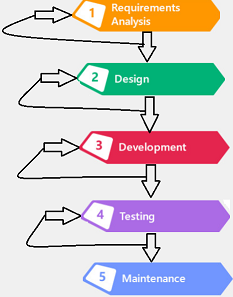 1 Requirements
Analysis
2 Design
3 Development
4 Testing
5 Maintenance